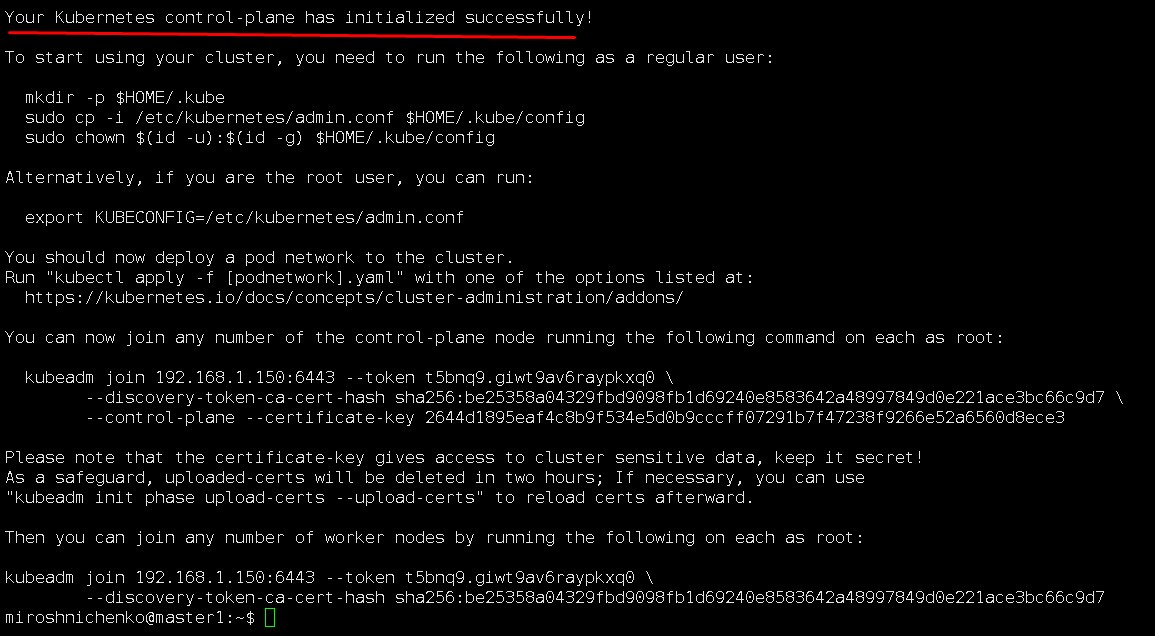 Your Kubernetes control-plane has initialized successfully!
To start using your cluster, you need to run the following as a regular user:
mkdir -p $HOME/.kube
sudo cp -i /etc/kubernetes/admin.conf $HOME/.kube/config
sudo chown $(id -u):$(id -g) $HOME/.kube/config
Alternatively, if you are the root user, you can run:
export KUBECONFIG=/etc/kubernetes/admin.conf
You should now deploy a pod network to the cluster.
Run "kubectl apply -f [podnetwork].yaml" with one of the options listed at:
https://kubernetes.io/docs/concepts/cluster-administration/addons/
You can now join any number of the control-plane node running the following command on each as root:
kubeadm join 192.168.1.150:6443 --token t5bnq9.giwt9av6raypkxq0 \
--discovery-token-ca-cert-hash sha256:be25358a04329fbd9098fb1d69240e8583642a48997849d0e221ace3bc66c9d7 \
--control-plane --certificate-key 2644d1895eaf4c8b9f534e5d0b9cccff07291b7f47238f9266e52a6560d8ece3
Please note that the certificate-key gives access to cluster sensitive data, keep it secret!
As a safeguard, uploaded-certs will be deleted in two hours; If necessary, you can use
"kubeadm init phase upload-certs --upload-certs" to reload certs afterward.
Then you can join any number of worker nodes by running the following on each as root:
kubeadm join 192.168.1.150:6443 --token t5bnq9.giwt9av6raypkxq0 \
--discovery-token-ca-cert-hash sha256:be25358a04329fbd9098fb1d69240e8583642a48997849d0e221ace3bc66c9d7
miroshnichenko@master1:~$